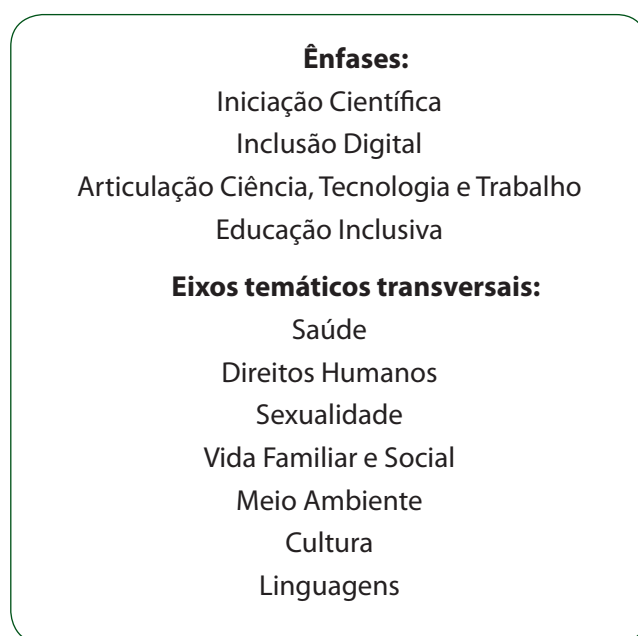 Ênfases:
Iniciação Científica
Inclusão Digital
Articulação Ciência, Tecnologia e Trabalho
Educação Inclusiva
Eixos temáticos transversais:
Saúde
Direitos Humanos
Sexualidade
Vida Familiar e Social
Meio Ambiente
Cultura
Linguagens